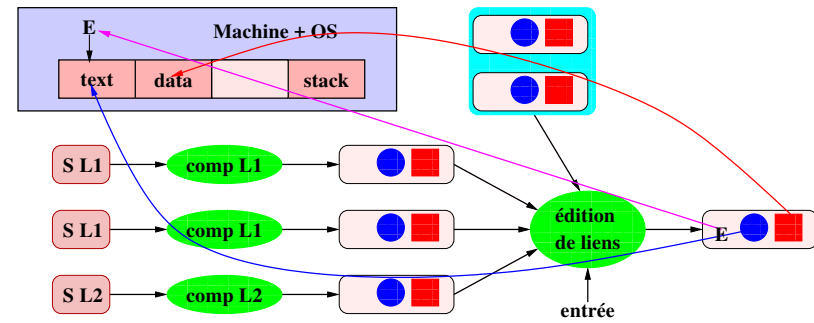 Machine + OS
E
text data stack
S L1 comp L1
S L1 comp L1
édition
de liens
E
S L2 comp L2
entrée